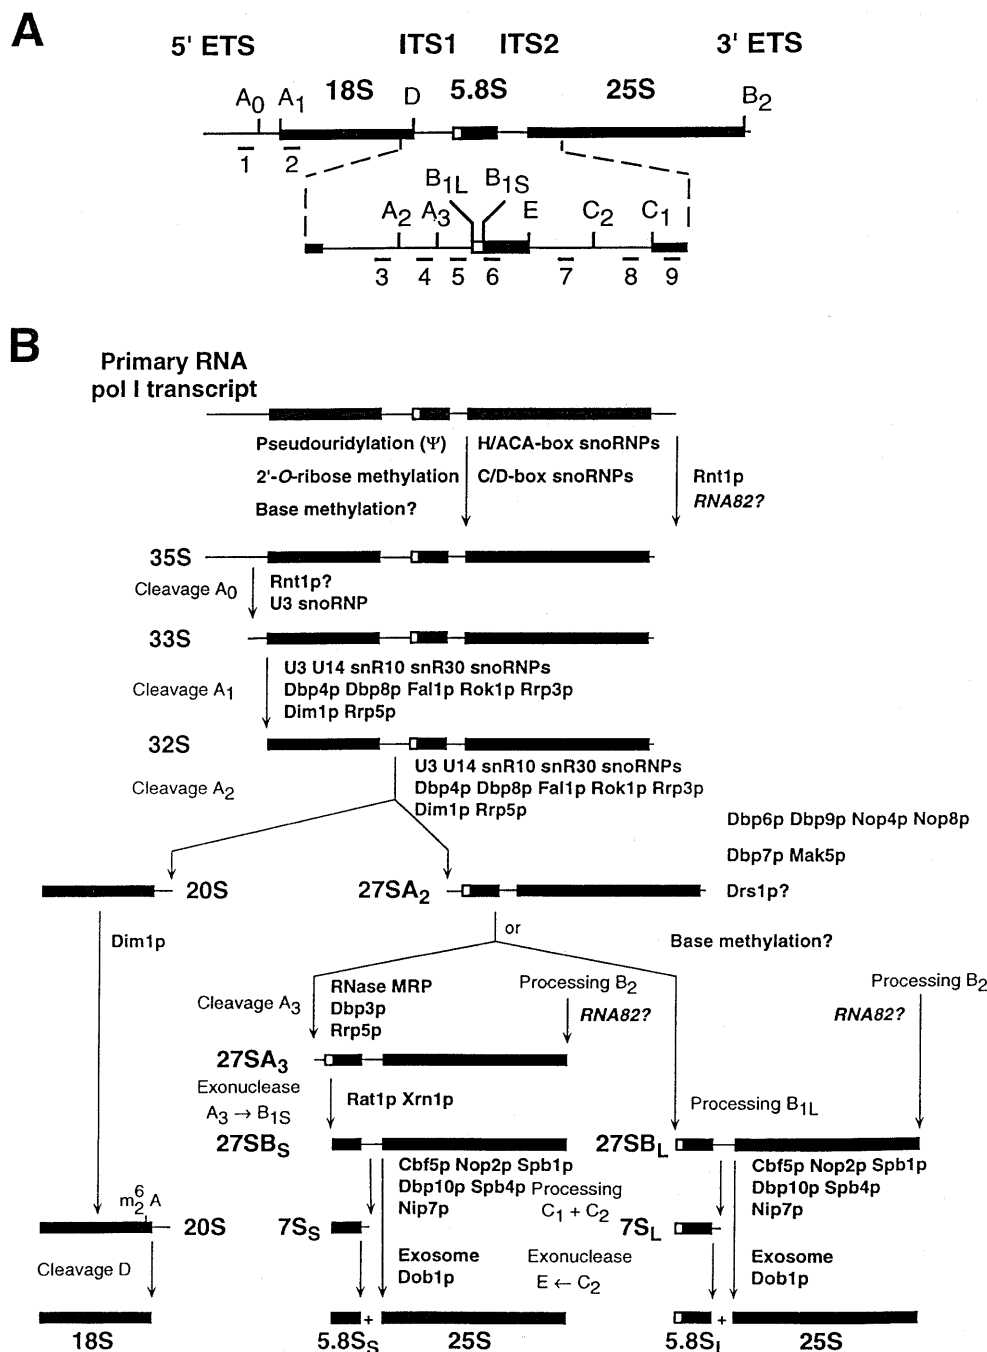 A
5' ETS ITS1 ITS2 3' ETS
18S 5.8S 25S
A0 A1 D B2
1 2
B1L B1S
A2 A3 E C2 C1
3 4 5 6 7 8 9
B
Primary RNA
pol I transcript
Pseudouridylation (Ψ) H/ACA-box snoRNPs
2'-O-ribose methylation C/D-box snoRNPs
Base methylation?
Rnt1p
RNA82?
35S
Cleavage A0
Rnt1p?
U3 snoRNP
33S
Cleavage A1
U3 U14 snR10 snR30 snoRNPs
Dbp4p Dbp8p Fal1p Rok1p Rrp3p
Dim1p Rrp5p
32S
Cleavage A2
U3 U14 snR10 snR30 snoRNPs
Dbp4p Dbp8p Fal1p Rok1p Rrp3p
Dim1p Rrp5p
Dbp6p Dbp9p Nop4p Nop8p
Dbp7p Mak5p
Drs1p?
20S 27SA2
Dim1p
or
Base methylation?
Cleavage A3
RNase MRP
Dbp3p
Rrp5p
Processing B2
RNA82?
Processing B2
RNA82?
27SA3
Exonuclease
A3 → B1S
Rat1p Xrn1p
Processing B1L
27SBS 27SBL
Cbf5p Nop2p Spb1p
Dbp10p Spb4p
Nip7p
Processing
C1 + C2
Cbf5p Nop2p Spb1p
Dbp10p Spb4p
Nip7p
m62A
20S 7SS 7SL
Cleavage D
Exosome
Dob1p
Exonuclease
E ← C2
Exosome
Dob1p
+ +
18S 5.8SS 25S 5.8SL 25S